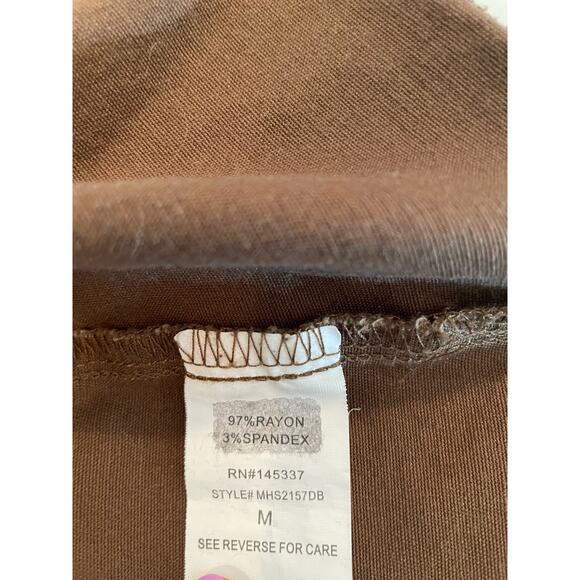 97%RAYON
3%SPANDEX
RN#145337
STYLE# MHS2157DB
M
SEE REVERSE FOR CARE